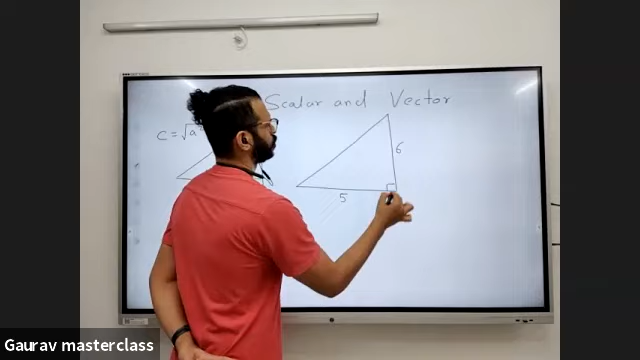 Scalar and Vector
c = √a
6
5
Gaurav masterclass